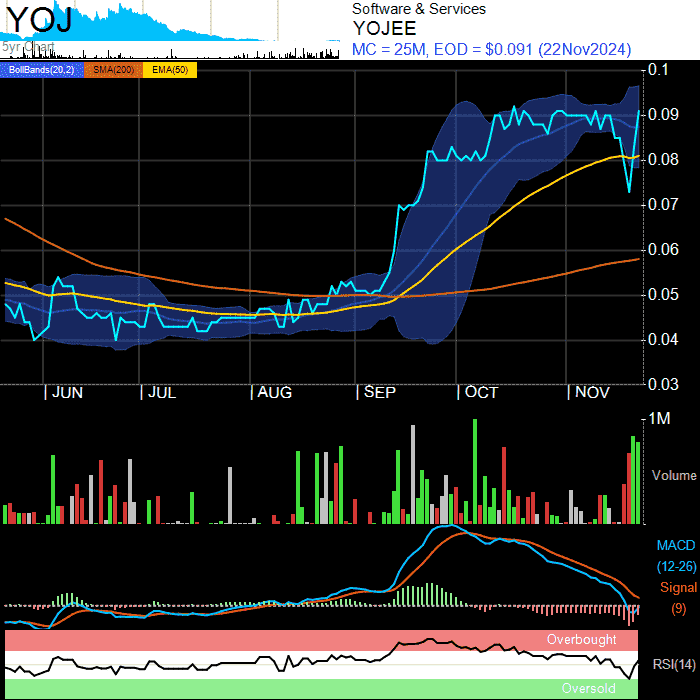 YOJ
Software & Services
YOJEE
5yr Chart
MC = 25M, EOD = $0.091 (22Nov2024)
BollBands(20,2) SMA(200) EMA(50)
0.1
0.09
0.08
0.07
0.06
0.05
0.04
0.03
JUN JUL AUG SEP OCT NOV
1M
Volume
MACD
(12-26)
Signal
(9)
Overbought
RSI(14)
Oversold